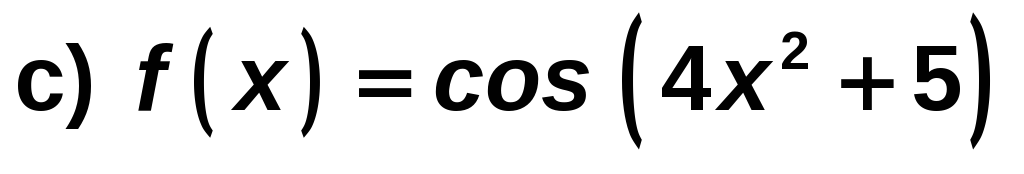 c) f(x) = cos(4x² + 5)